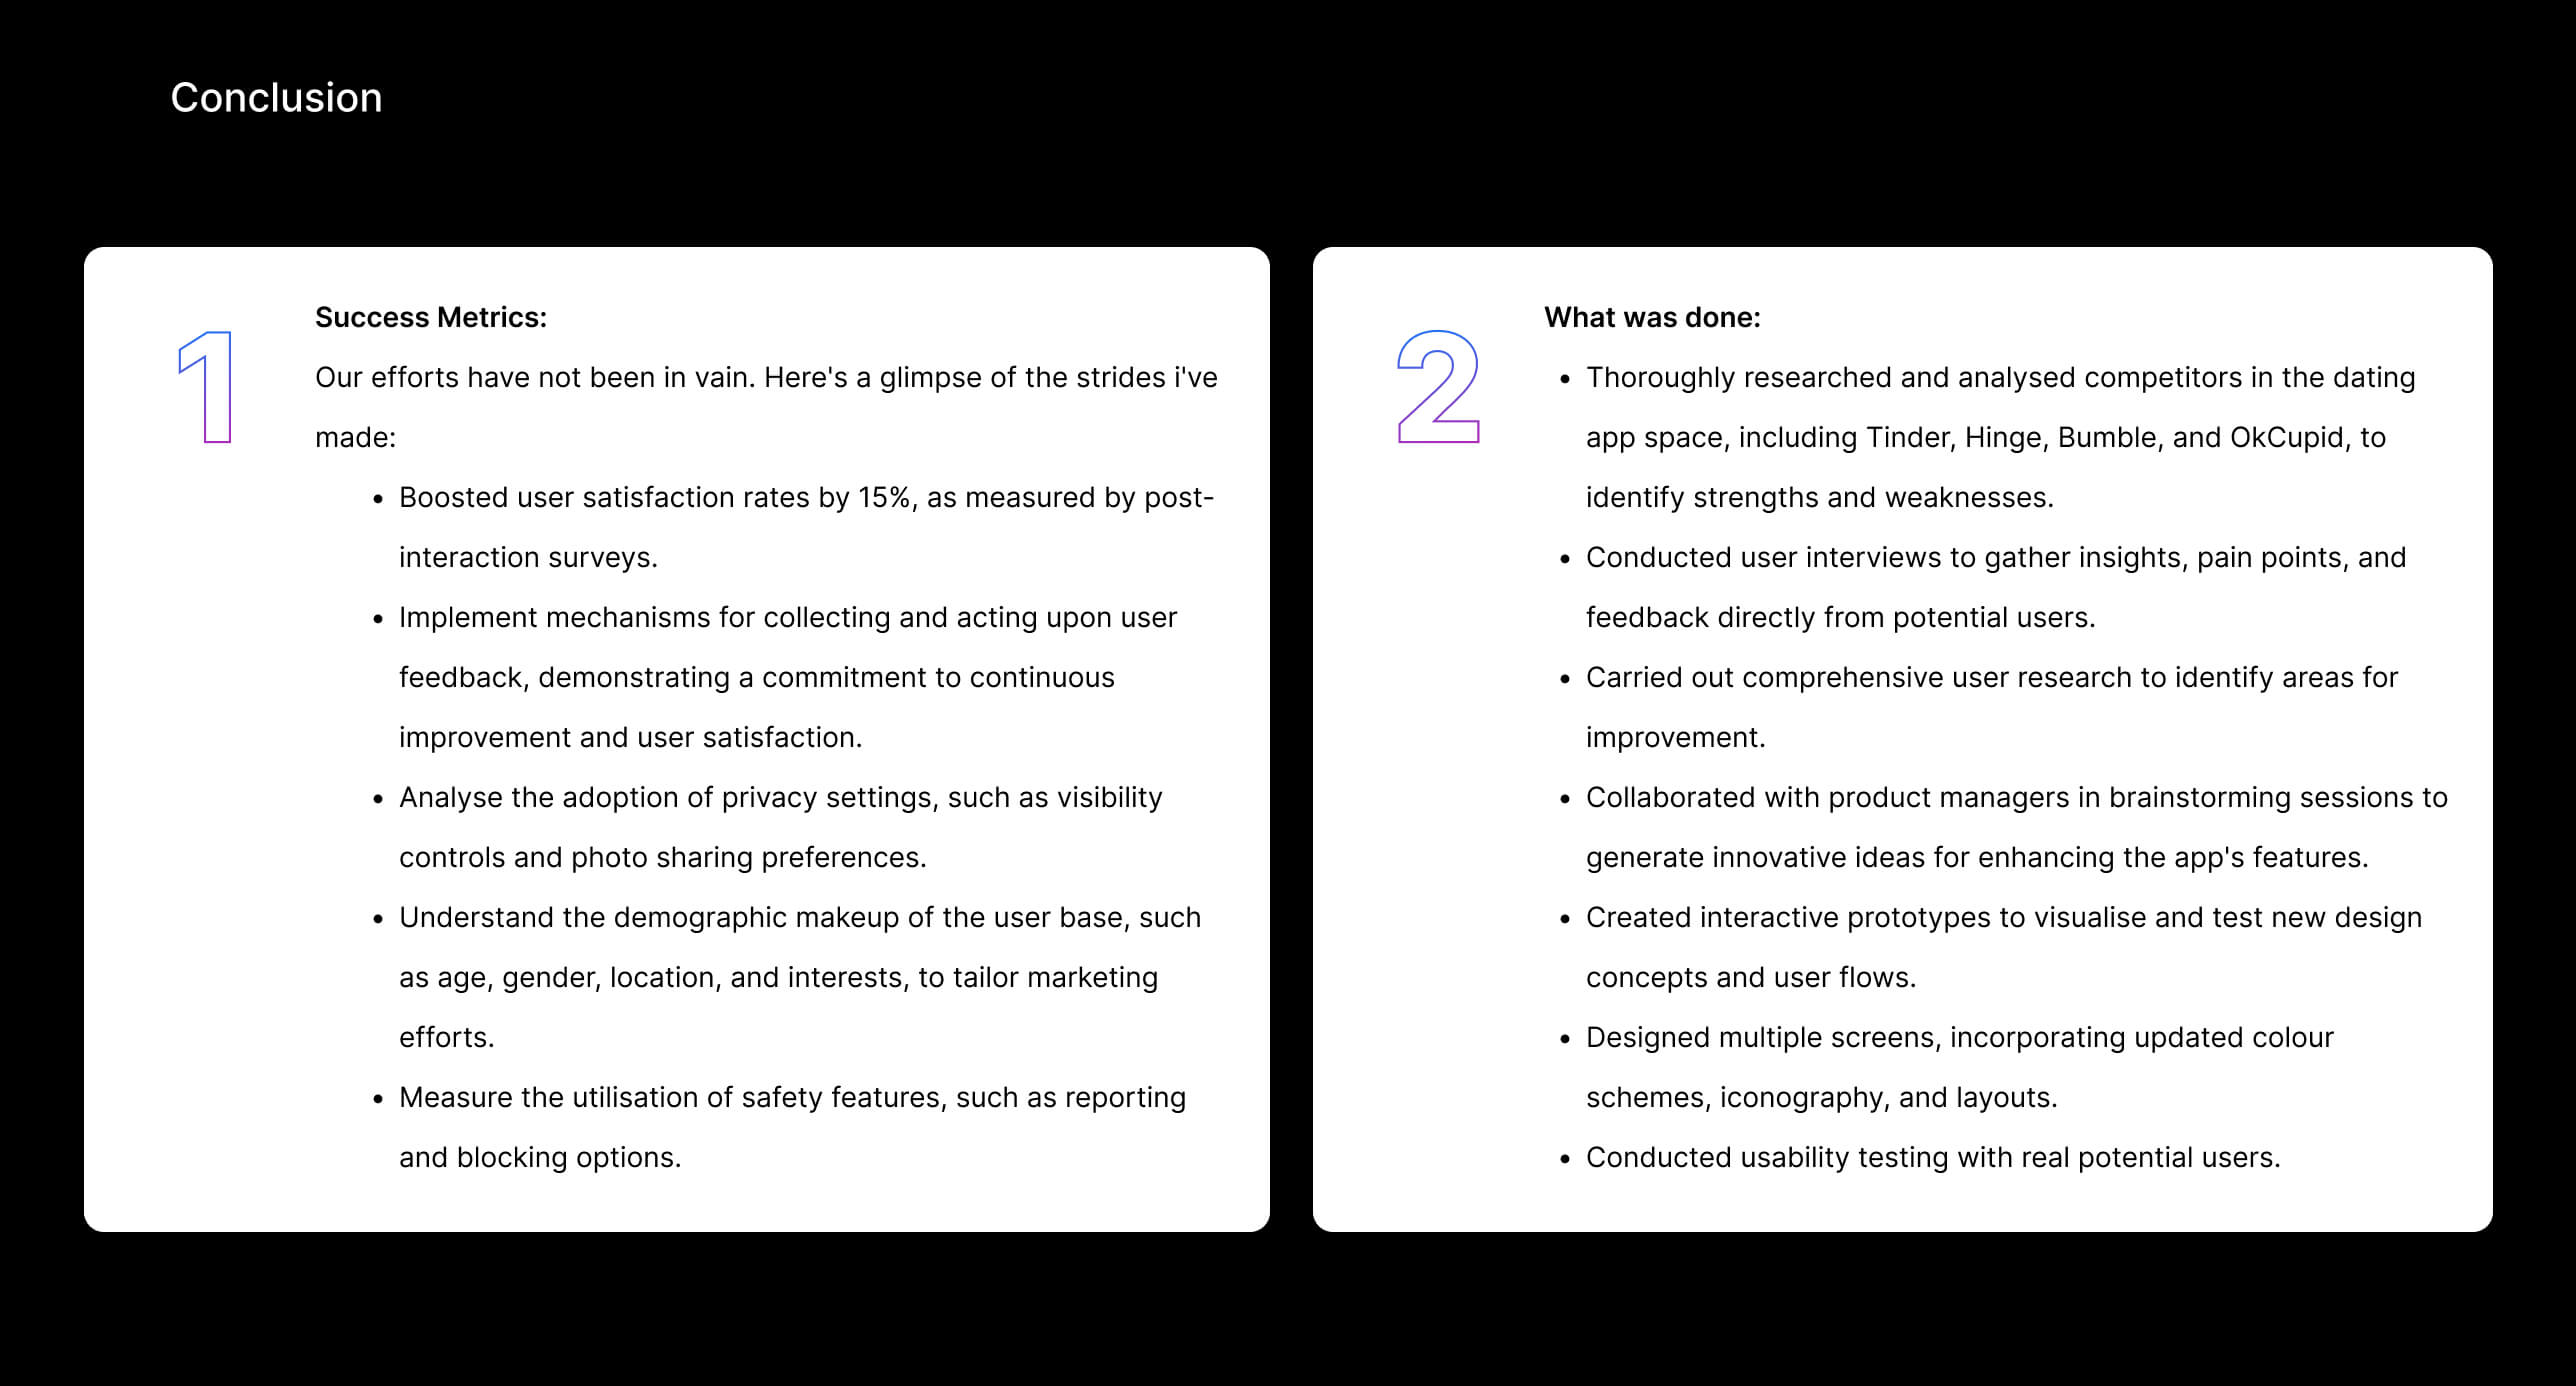 Conclusion
1
Success Metrics:
Our efforts have not been in vain. Here's a glimpse of the strides i've
made:
• Boosted user satisfaction rates by 15%, as measured by post-
interaction surveys.
• Implement mechanisms for collecting and acting upon user
feedback, demonstrating a commitment to continuous
improvement and user satisfaction.
• Analyse the adoption of privacy settings, such as visibility
controls and photo sharing preferences.
• Understand the demographic makeup of the user base, such
as age, gender, location, and interests, to tailor marketing
efforts.
• Measure the utilisation of safety features, such as reporting
and blocking options.
2
What was done:
• Thoroughly researched and analysed competitors in the dating
app space, including Tinder, Hinge, Bumble, and OkCupid, to
identify strengths and weaknesses.
• Conducted user interviews to gather insights, pain points, and
feedback directly from potential users.
• Carried out comprehensive user research to identify areas for
improvement.
• Collaborated with product managers in brainstorming sessions to
generate innovative ideas for enhancing the app's features.
• Created interactive prototypes to visualise and test new design
concepts and user flows.
• Designed multiple screens, incorporating updated colour
schemes, iconography, and layouts.
• Conducted usability testing with real potential users.